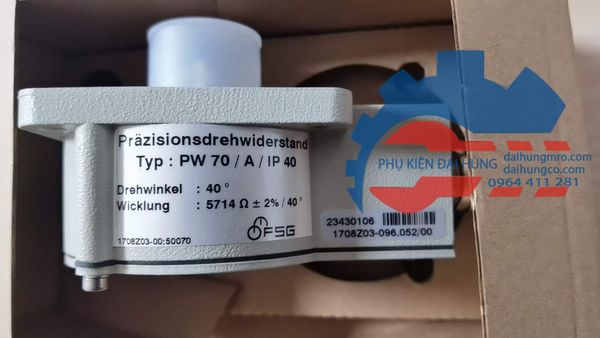 Präzisionsdrehwiderstand
Typ : PW 70 / A / IP 40
Drehwinkel : 40°
Wicklung : 5714 Ω ± 2% / 40°
FSG
1708Z03-00:50070
23430106
1708Z03-096.052/00
PHỤ KIỆN ĐẠI HÙNG
daihungmro.com
daihungco.com
0964 411 281